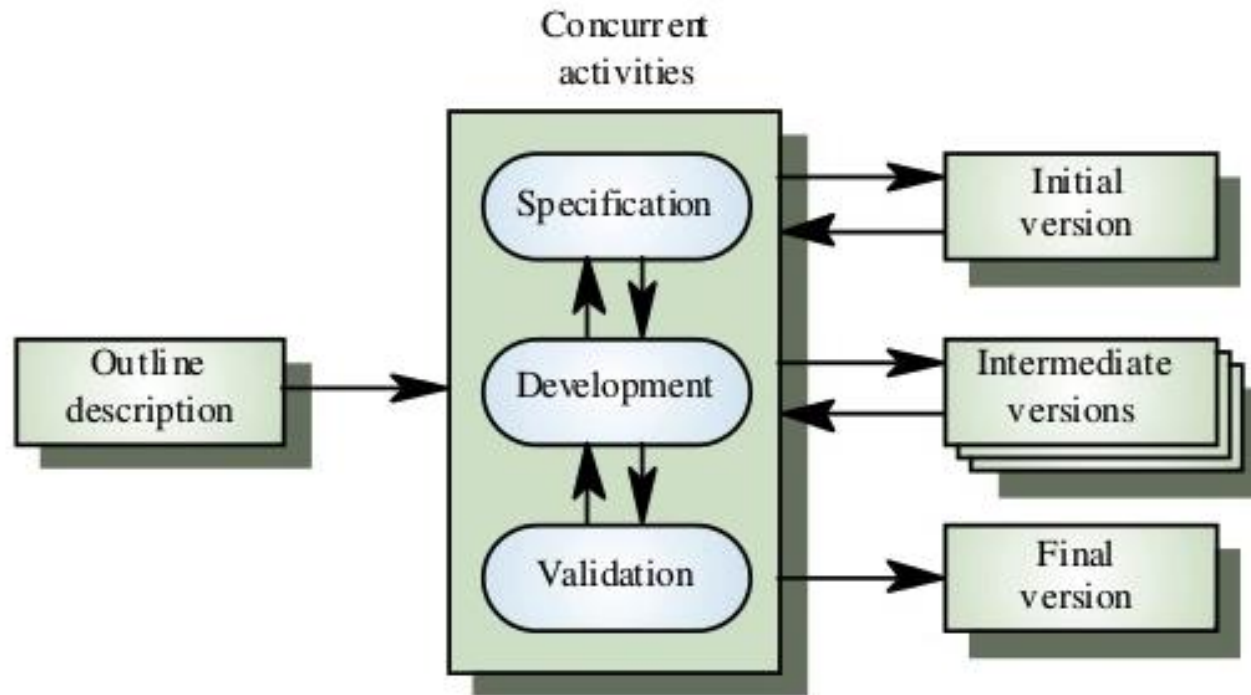 Concurrent
activities
Specification
Development
Validation
Outline
description
Initial
version
Intermediate
versions
Final
version